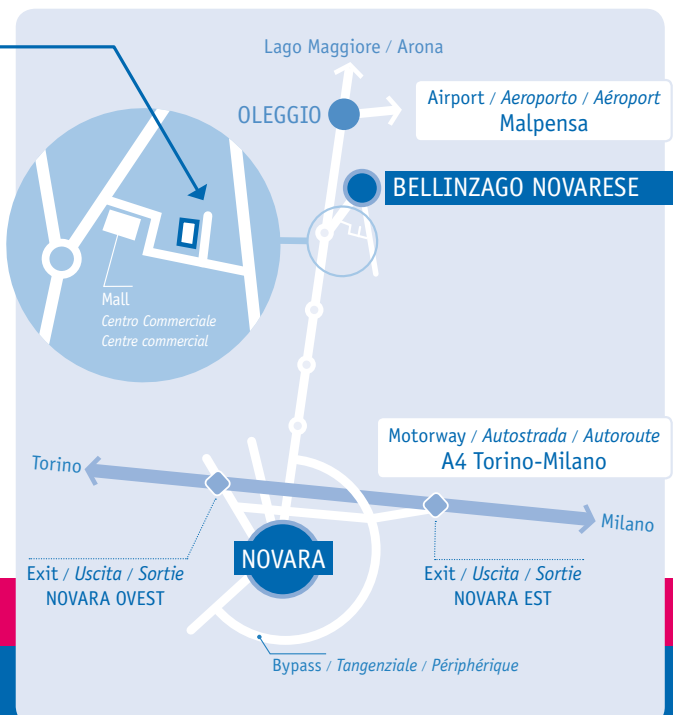 Lago Maggiore / Arona
OLEGGIO
Airport / Aeroporto / Aéroport
Malpensa
BELLINZAGO NOVARESE
Mall
Centro Commerciale
Centre commercial
Motorway / Autostrada / Autoroute
A4 Torino-Milano
Torino
Milano
NOVARA
Exit / Uscita / Sortie
NOVARA OVEST
Exit / Uscita / Sortie
NOVARA EST
Bypass / Tangenziale / Périphérique